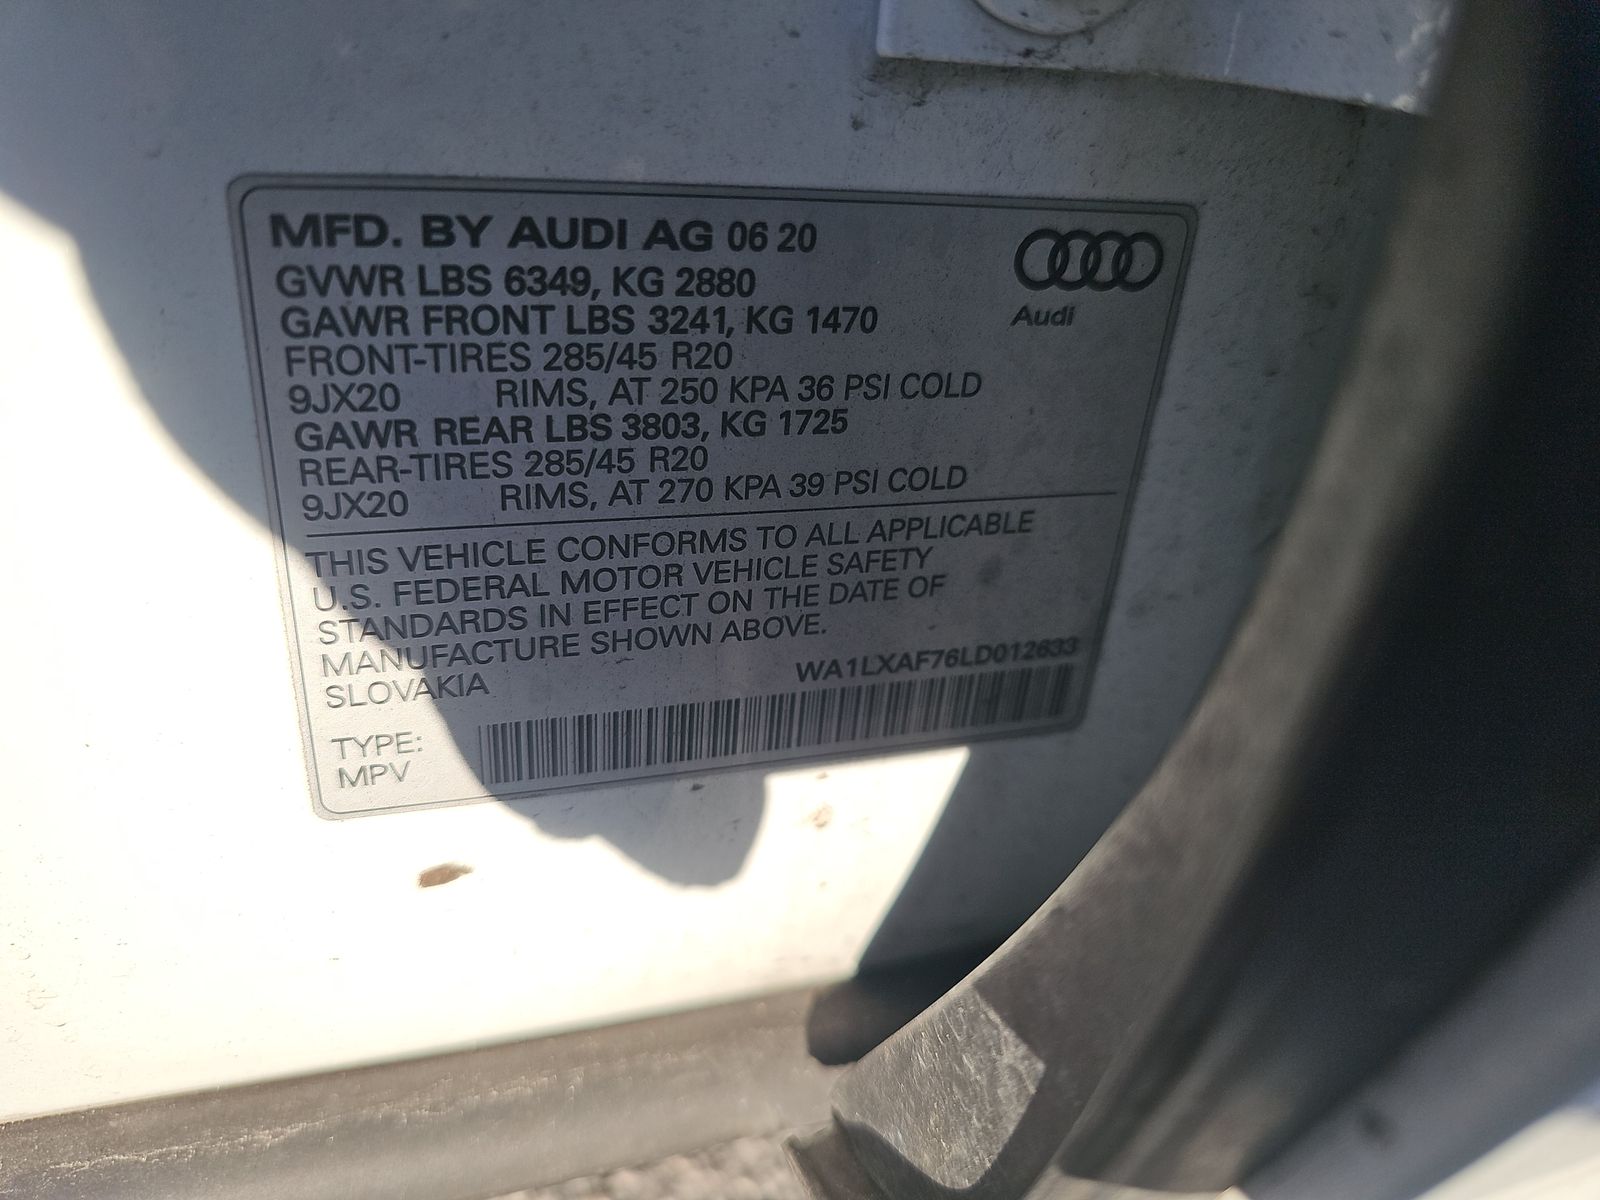 MFD. BY AUDI AG 06 20
GVWR LBS 6349, KG 2880
GAWR FRONT LBS 3241, KG 1470
FRONT-TIRES 285/45 R20
9JX20 RIMS, AT 250 KPA 36 PSI COLD
GAWR REAR LBS 3803, KG 1725
REAR-TIRES 285/45 R20
9JX20 RIMS, AT 270 KPA 39 PSI COLD
Audi
THIS VEHICLE CONFORMS TO ALL APPLICABLE
U.S. FEDERAL MOTOR VEHICLE SAFETY
STANDARDS IN EFFECT ON THE DATE OF
MANUFACTURE SHOWN ABOVE.
SLOVAKIA
WA1LXAF76LD012633
TYPE:
MPV